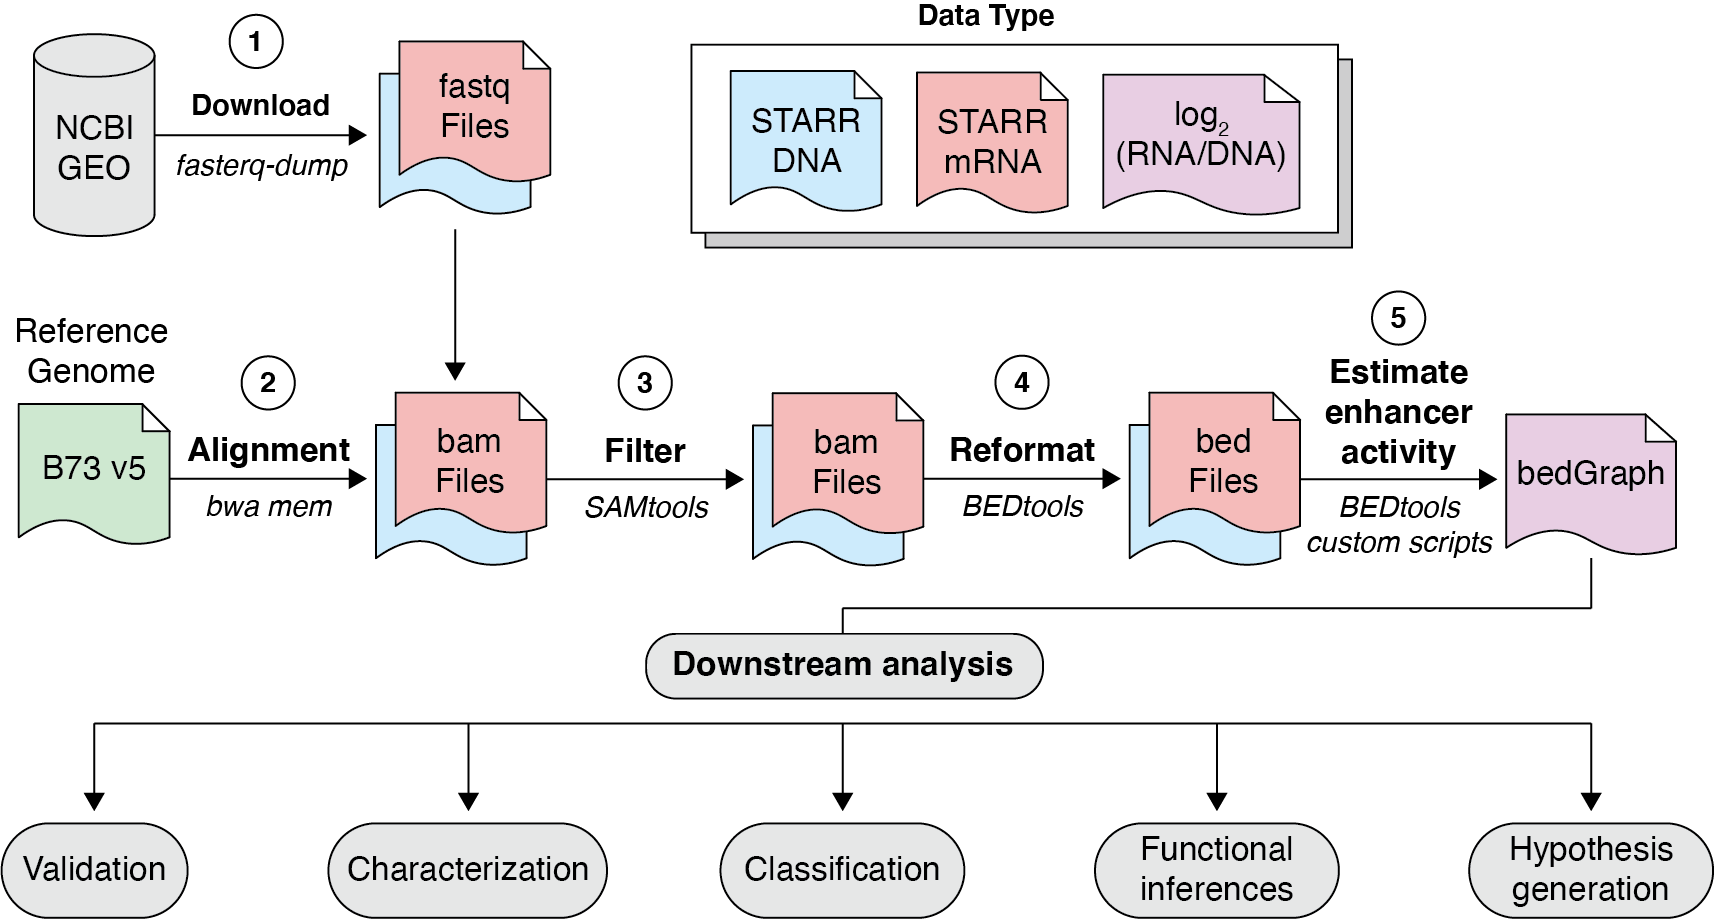 Data Type
1
Download
fasterq-dump
NCBI
GEO
fastq
Files
STARR
DNA
STARR
mRNA
log2
(RNA/DNA)
Reference
Genome
B73 v5
2
Alignment
bwa mem
bam
Files
3
Filter
SAMtools
bam
Files
4
Reformat
BEDtools
bed
Files
5
Estimate
enhancer
activity
BEDtools
custom scripts
bedGraph
Downstream analysis
Validation
Characterization
Classification
Functional
inferences
Hypothesis
generation